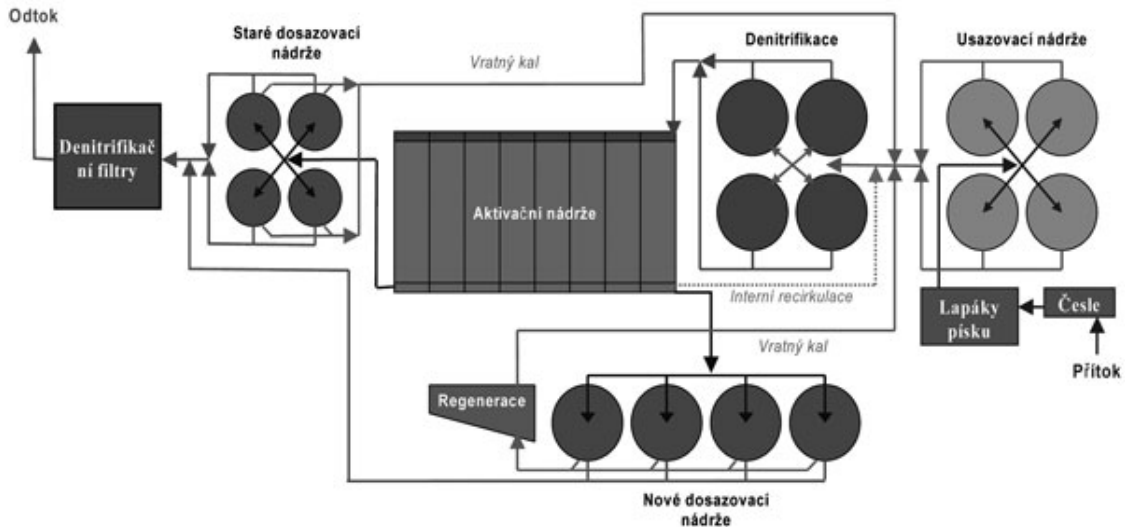 Odtok
Staré dosazovací
nádrže
Vratný kal
Denitrifikace
Usazovací nádrže
Denitrifikač
ní filtry
Aktivační nádrže
Interní recirkulace
Lapáky
písku
Česle
Přítok
Vratný kal
Regenerace
Nové dosazovací
nádrže